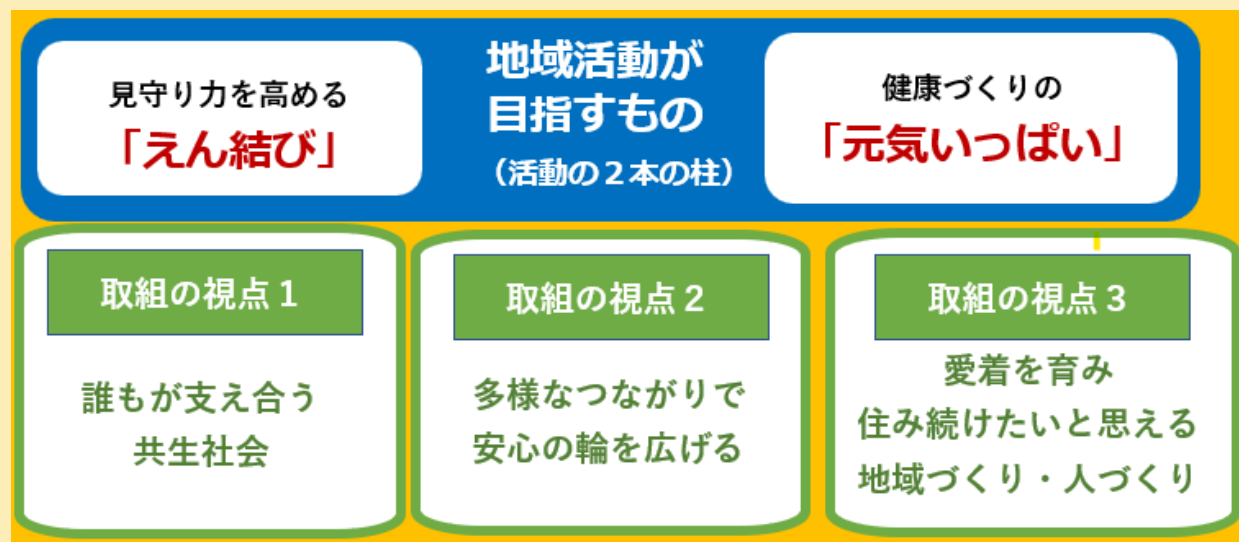 見守り力を高める
「えん結び」
地域活動が
目指すもの
（活動の２本の柱）
健康づくりの
「元気いっぱい」
取組の視点１
誰もが支え合う
共生社会
取組の視点２
多様なつながりで
安心の輪を広げる
取組の視点３
愛着を育み
住み続けたいと思える
地域づくり・人づくり